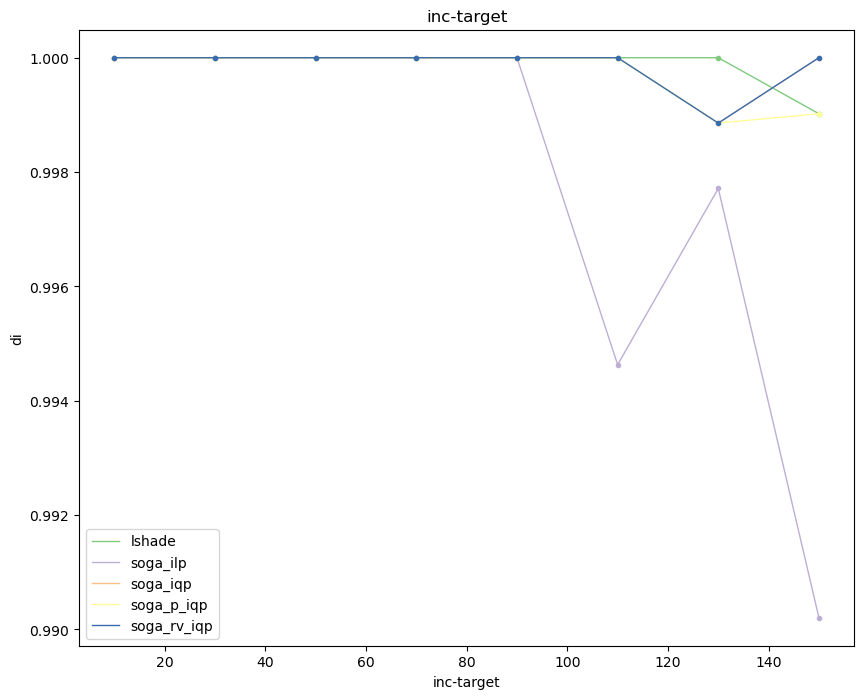 inc-target
1.000
0.998
0.996
0.994
0.992
0.990
di
lshade
soga_ilp
soga_iqp
soga_p_iqp
soga_rv_iqp
20 40 60 80 100 120 140
inc-target